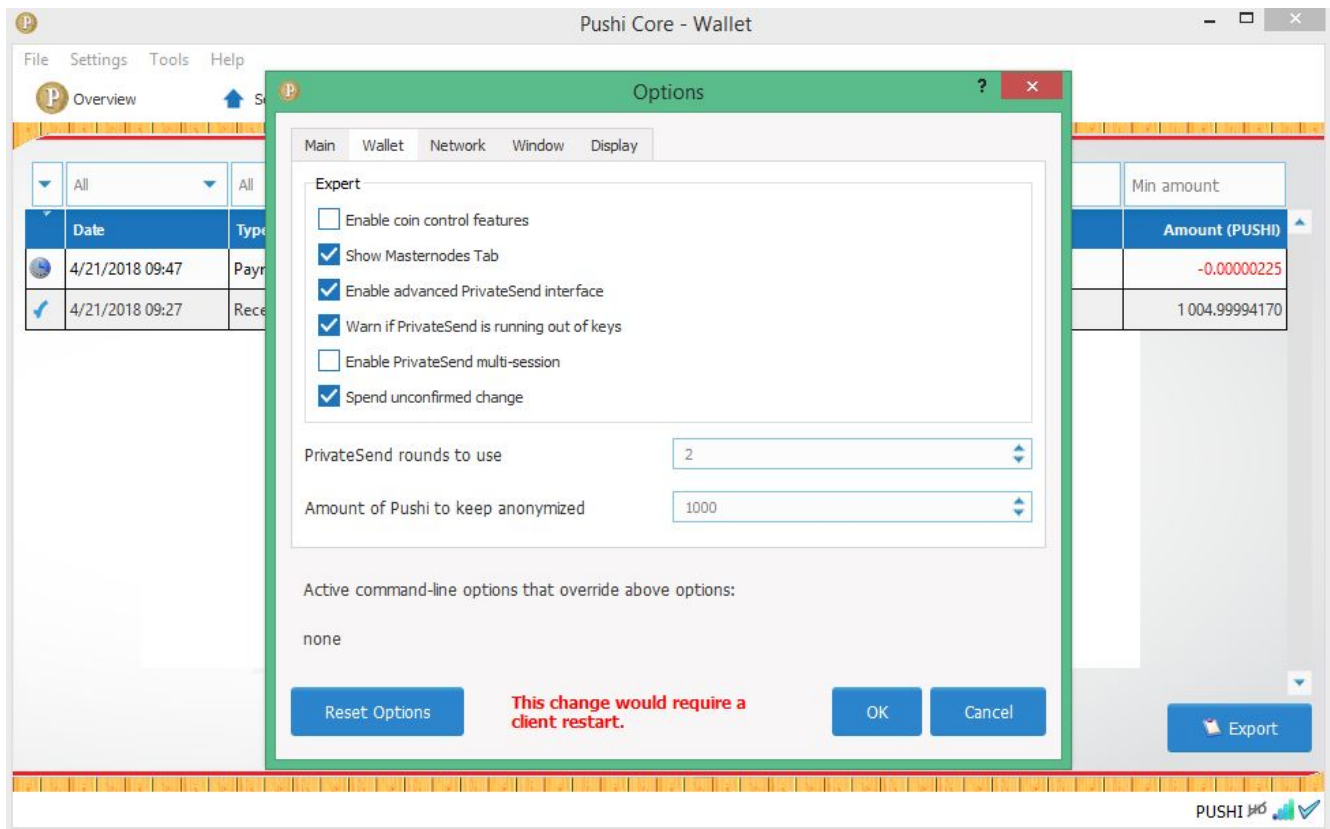 Pushi Core - Wallet
File Settings Tools Help
Overview
Options
Main Wallet Network Window Display
All All Min amount
Expert
Enable coin control features
Date Type Amount (PUSHI)
Show Masternodes Tab
4/21/2018 09:47 -0.00000225
Enable advanced PrivateSend interface
4/21/2018 09:27 1 004.99994170
Warn if PrivateSend is running out of keys
Enable PrivateSend multi-session
Spend unconfirmed change
PrivateSend rounds to use 2
Amount of Pushi to keep anonymized 1000
Active command-line options that override above options:
none
Reset Options
This change would require a
client restart.
OK Cancel
Export
PUSHI